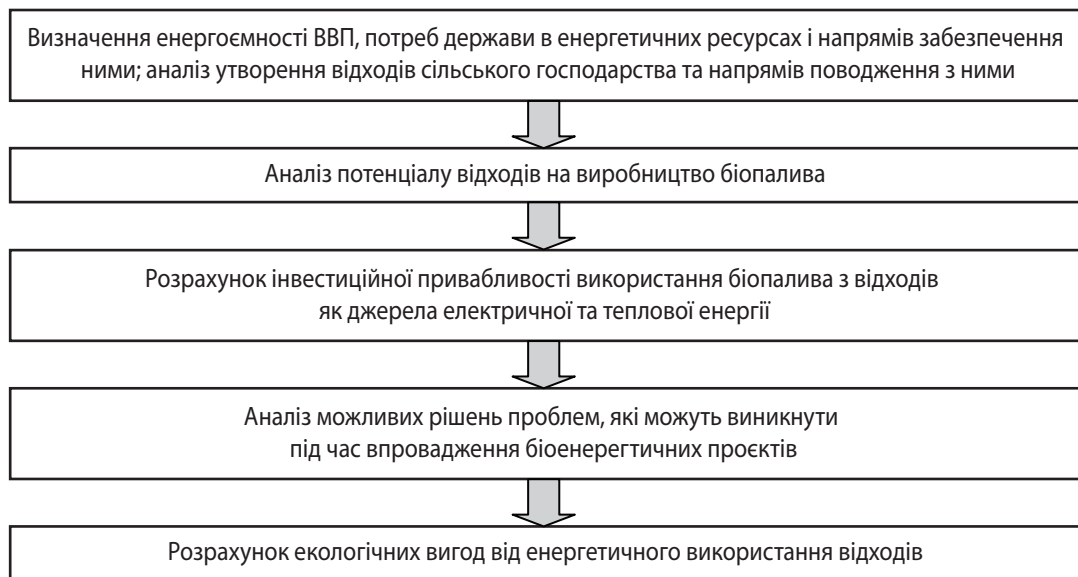 Визначення енергоємності ВВП, потреб держави в енергетичних ресурсах і напрямів забезпечення
ними; аналіз утворення відходів сільського господарства та напрямів поводження з ними
Аналіз потенціалу відходів на виробництво біопалива
Розрахунок інвестиційної привабливості використання біопалива з відходів
як джерела електричної та теплової енергії
Аналіз можливих рішень проблем, які можуть виникнути
під час впровадження біоенерегтичних проєктів
Розрахунок екологічних вигод від енергетичного використання відходів